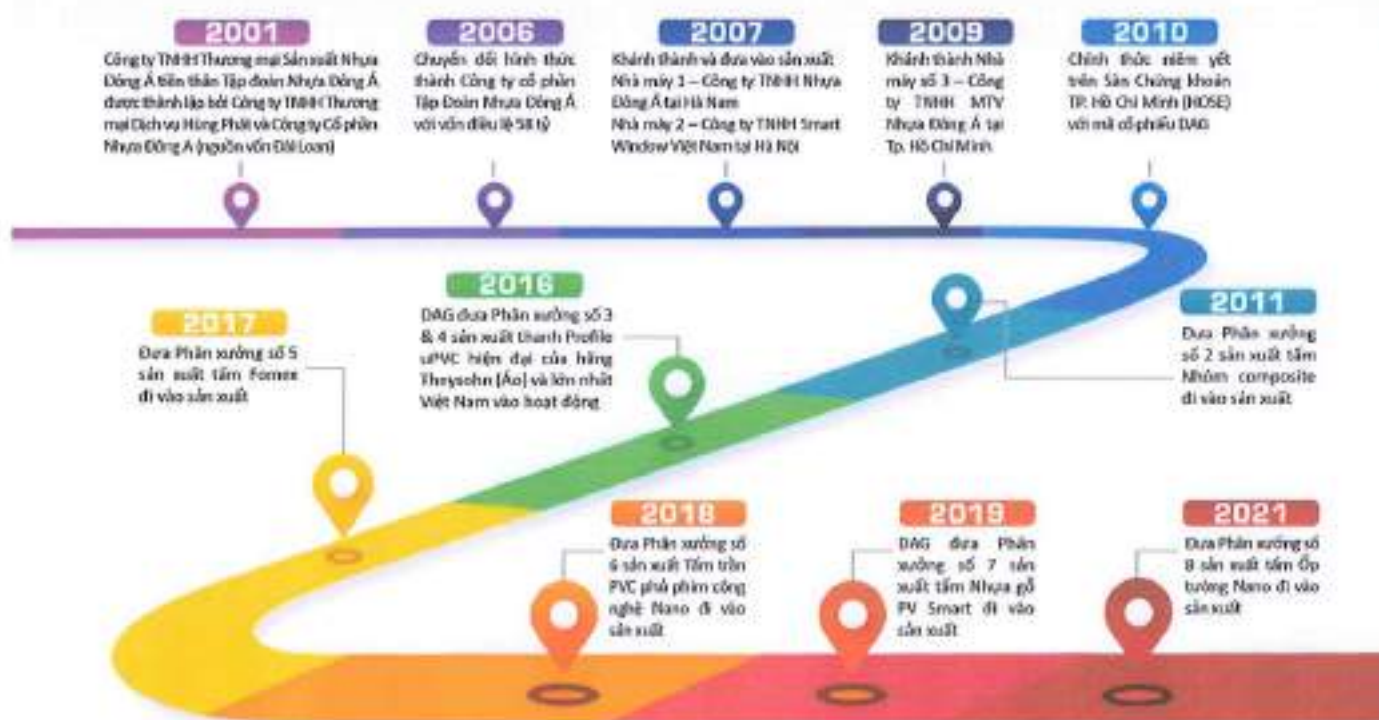 2001
Công ty TNHH Thương mại Sản xuất Nhựa
Đông Á tiền thân Tập đoàn Nhựa Đông Á
được thành lập bởi Công ty TNHH Thương
mại Dịch vụ Hùng Phát và Công ty Cổ phần
Nhựa Đông Á (nguồn vốn Đài Loan)
2006
Chuyển đổi hình thức
thành Công ty cổ phần
Tập Đoàn Nhựa Đông Á
với vốn điều lệ 58 tỷ
2007
Khánh thành và đưa vào sản xuất
Nhà máy 1 – Công ty TNHH Nhựa
Đông Á tại Hà Nam
Nhà máy 2 – Công ty TNHH Smart
Window Việt Nam tại Hà Nội
2009
Khánh thành Nhà
máy số 3 – Công
ty TNHH MTV
Nhựa Đông Á tại
Tp. Hồ Chí Minh
2010
Chính thức niêm yết
trên Sàn Chứng khoán
TP. Hồ Chí Minh (HOSE)
với mã cổ phiếu DAG
2011
Đưa Phân xưởng
số 2 sản xuất tấm
Nhôm composite
đi vào sản xuất
2016
DAG đưa Phân xưởng số 3
& 4 sản xuất thanh Profile
uPVC hiện đại của hãng
Theysohn (Áo) và lớn nhất
Việt Nam vào hoạt động
2017
Đưa Phân xưởng số 5
sản xuất tấm Fomex
đi vào sản xuất
2018
Đưa Phân xưởng số
6 sản xuất Tấm trần
PVC phủ phim công
nghệ Nano đi vào
sản xuất
2019
DAG đưa Phân
xưởng số 7 sản
xuất tấm Nhựa gỗ
PV Smart đi vào
sản xuất
2021
Đưa Phân xưởng số
8 sản xuất tấm Ốp
tường Nano đi vào
sản xuất